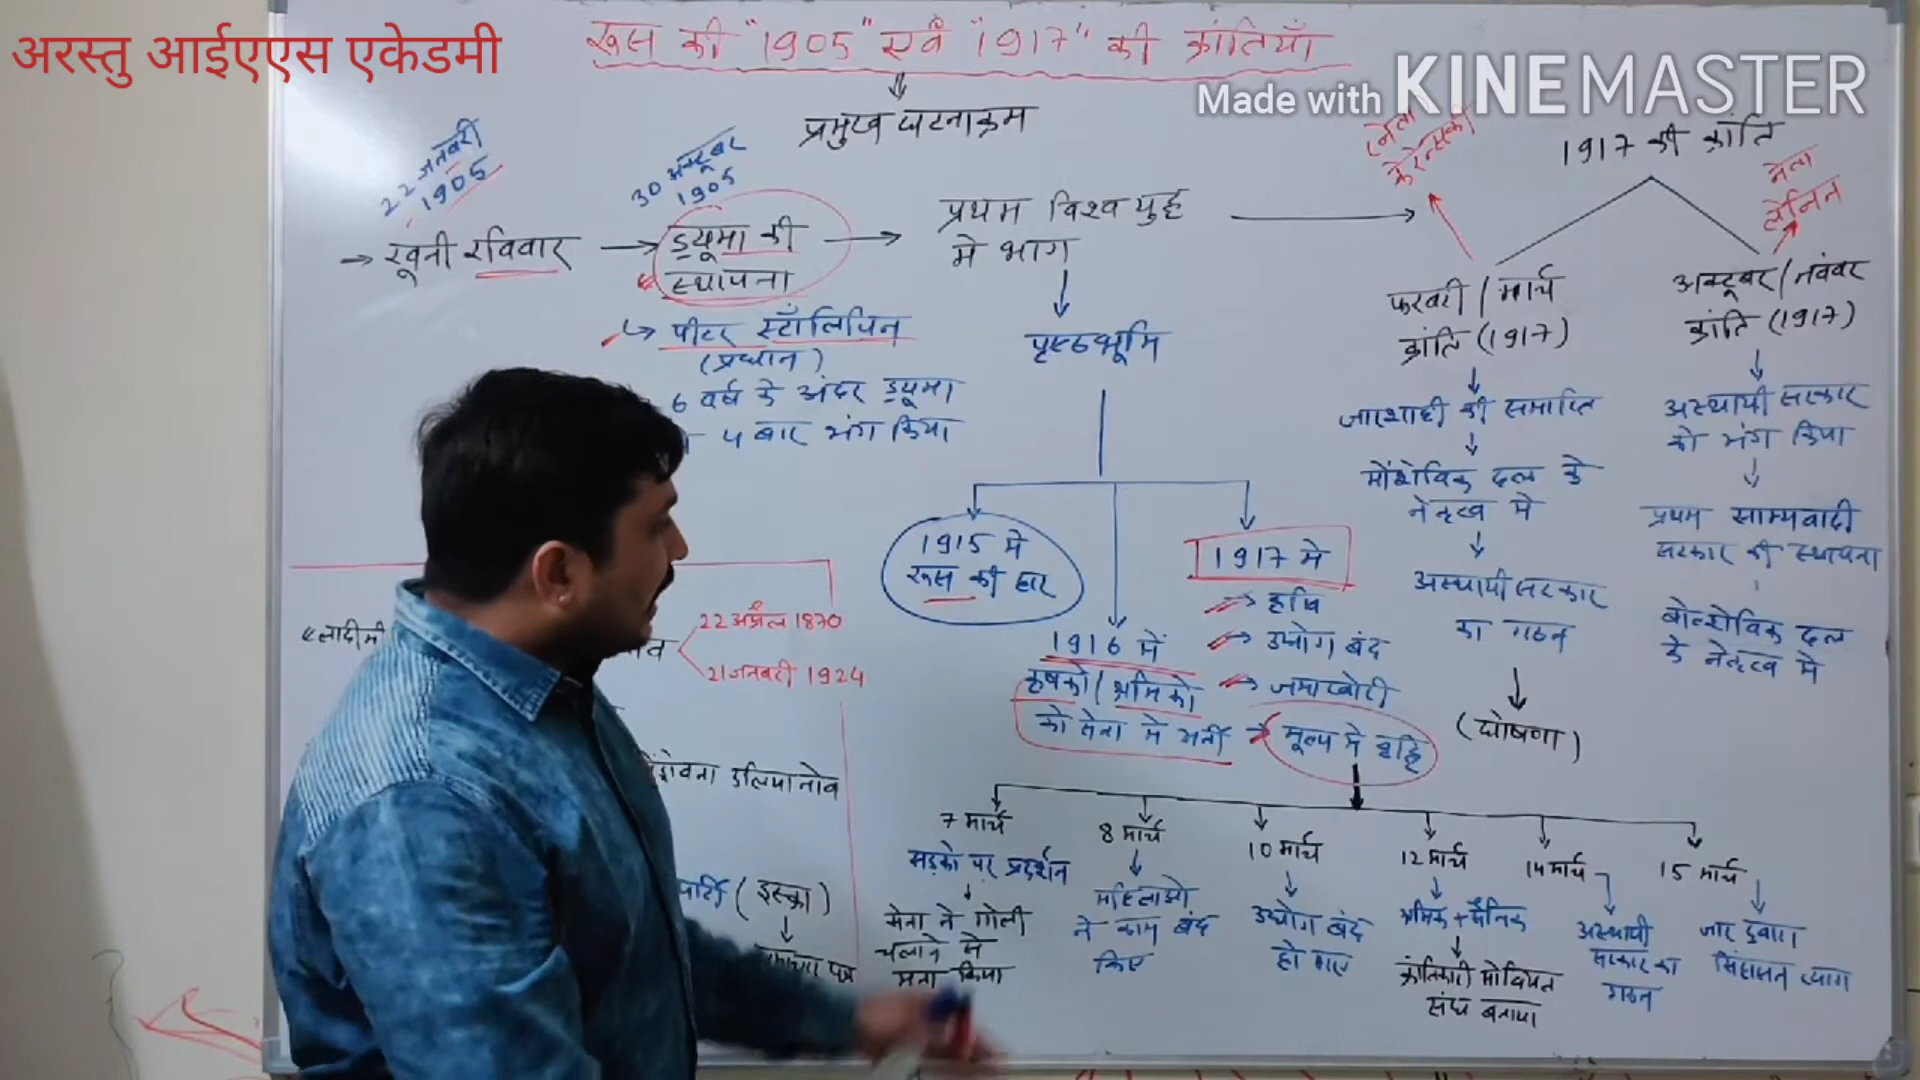 अरस्तु आईएएस एकेडमी
रूस की "1905" एवं "1917" की क्रांतियाँ
Made with KINEMASTER
प्रमुख घटनाक्रम
22 जनवरी
1905
→ खूनी रविवार
30 अक्टूबर
1905
ड्यूमा की
स्थापना
→ पीटर स्टॉलिपिन
(प्रधान)
6 वर्ष के अंदर ड्यूमा
4 बार भंग किया
प्रथम विश्व युद्ध
में भाग
पृष्ठभूमि
1915 में
रूस की हार
1916 में
कृषकों / श्रमिकों
को सेना में भर्ती
1917 में
→ कृषि
→ उद्योग बंद
→ जमाखोरी
→ मूल्य में वृद्धि
1917 की क्रांति
नेता
केरेन्सकी
फरवरी / मार्च
क्रांति (1917)
जारशाही की समाप्ति
मेंशेविक दल के
नेतृत्व में
अस्थायी सरकार
का गठन
(घोषणा)
नेता
लेनिन
अक्टूबर / नवंबर
क्रांति (1917)
अस्थायी सरकार
को भंग किया
प्रथम साम्यवादी
सरकार की स्थापना
बोल्शेविक दल
के नेतृत्व में
ब्लादीमी
व
22 अप्रैल 1870
21 जनवरी 1924
उलियानोव
पार्टी (इस्क्रा)
पत्र
7 मार्च
सड़कों पर प्रदर्शन
सेना ने गोली
चलाने से
मना किया
8 मार्च
महिलाओं
ने काम बंद
किए
10 मार्च
उद्योग बंद
हो गए
12 मार्च
श्रमिक + सैनिक
क्रांतिकारी सोवियत
संघ बनाया
14 मार्च
अस्थायी
सरकार का
गठन
15 मार्च
जार द्वारा
सिंहासन त्याग